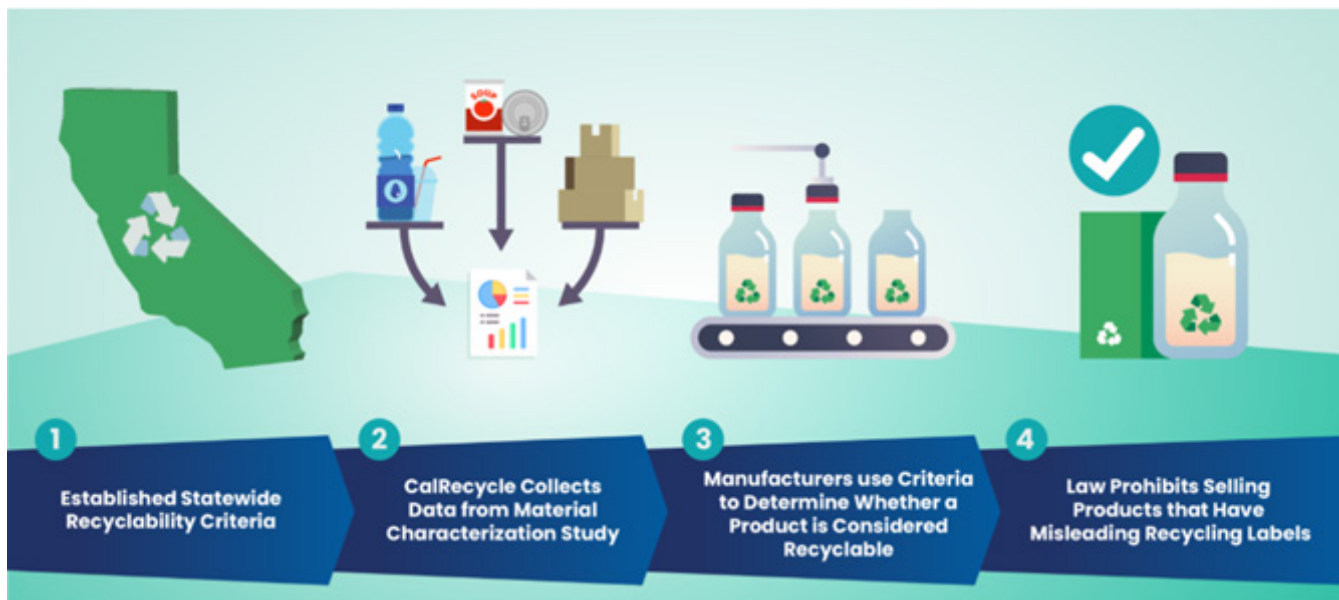 SOUP
1
Established Statewide
Recyclability Criteria
2
CalRecycle Collects
Data from Material
Characterization Study
3
Manufacturers use Criteria
to Determine Whether a
Product is Considered
Recyclable
4
Law Prohibits Selling
Products that Have
Misleading Recycling Labels